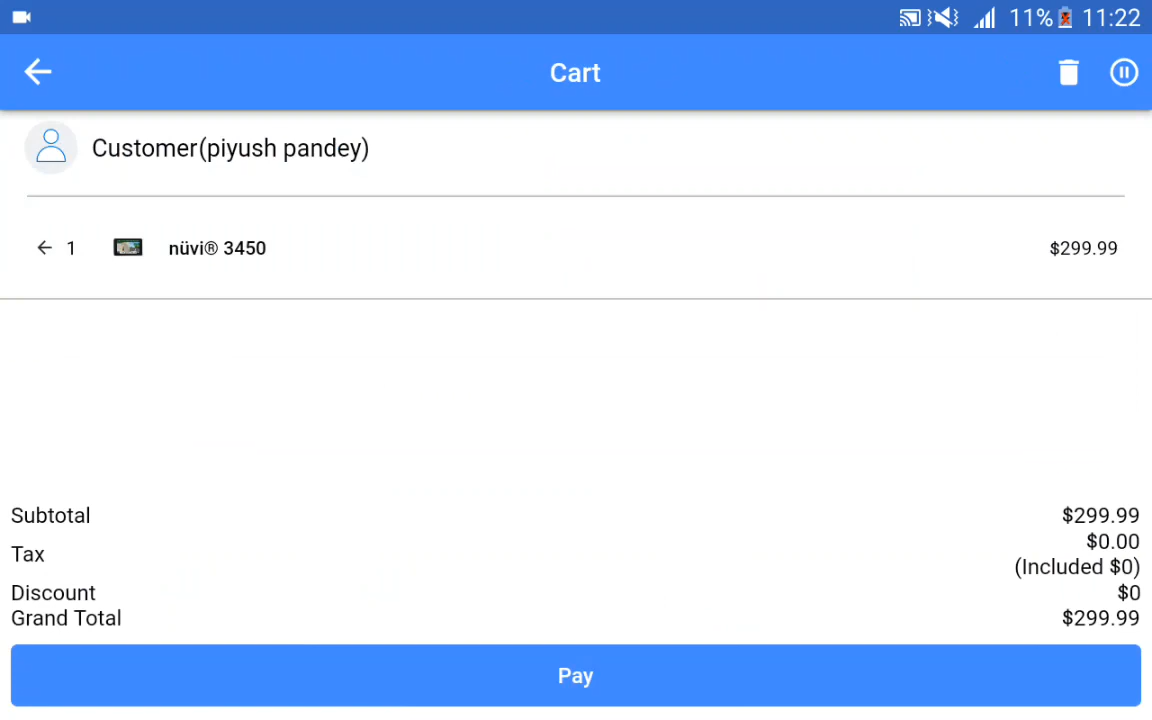 11% 11:22
Cart
Customer(piyush pandey)
1 nüvi® 3450 $299.99
Subtotal $299.99
Tax $0.00
(Included $0)
Discount $0
Grand Total $299.99
Pay